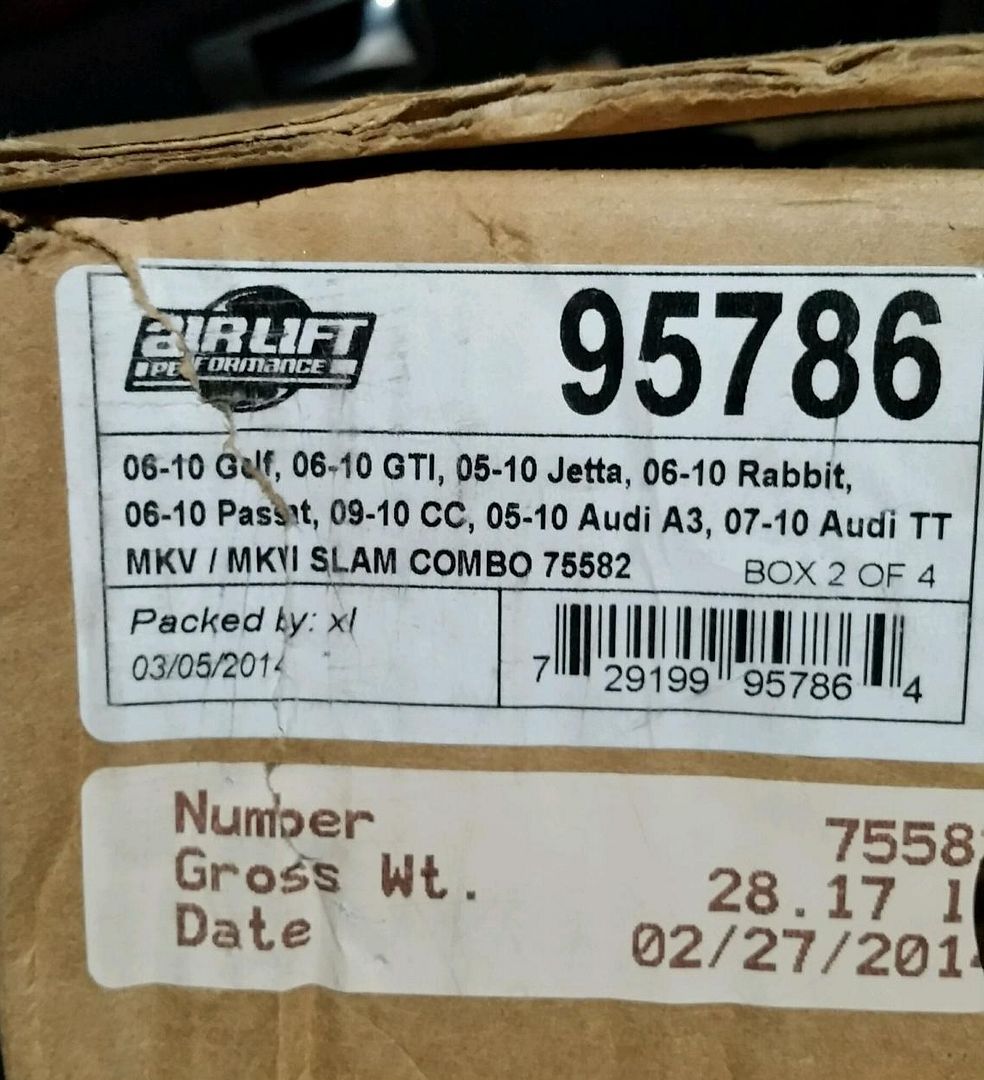 AIRLIFT
PERFORMANCE
95786
06-10 Golf, 06-10 GTI, 05-10 Jetta, 06-10 Rabbit,
06-10 Passat, 09-10 CC, 05-10 Audi A3, 07-10 Audi TT
MKV / MKVI SLAM COMBO 75582 BOX 2 OF 4
Packed by: xl
03/05/2014
7 29199 95786 4
Number 7558
Gross Wt. 28.17 l
Date 02/27/2014